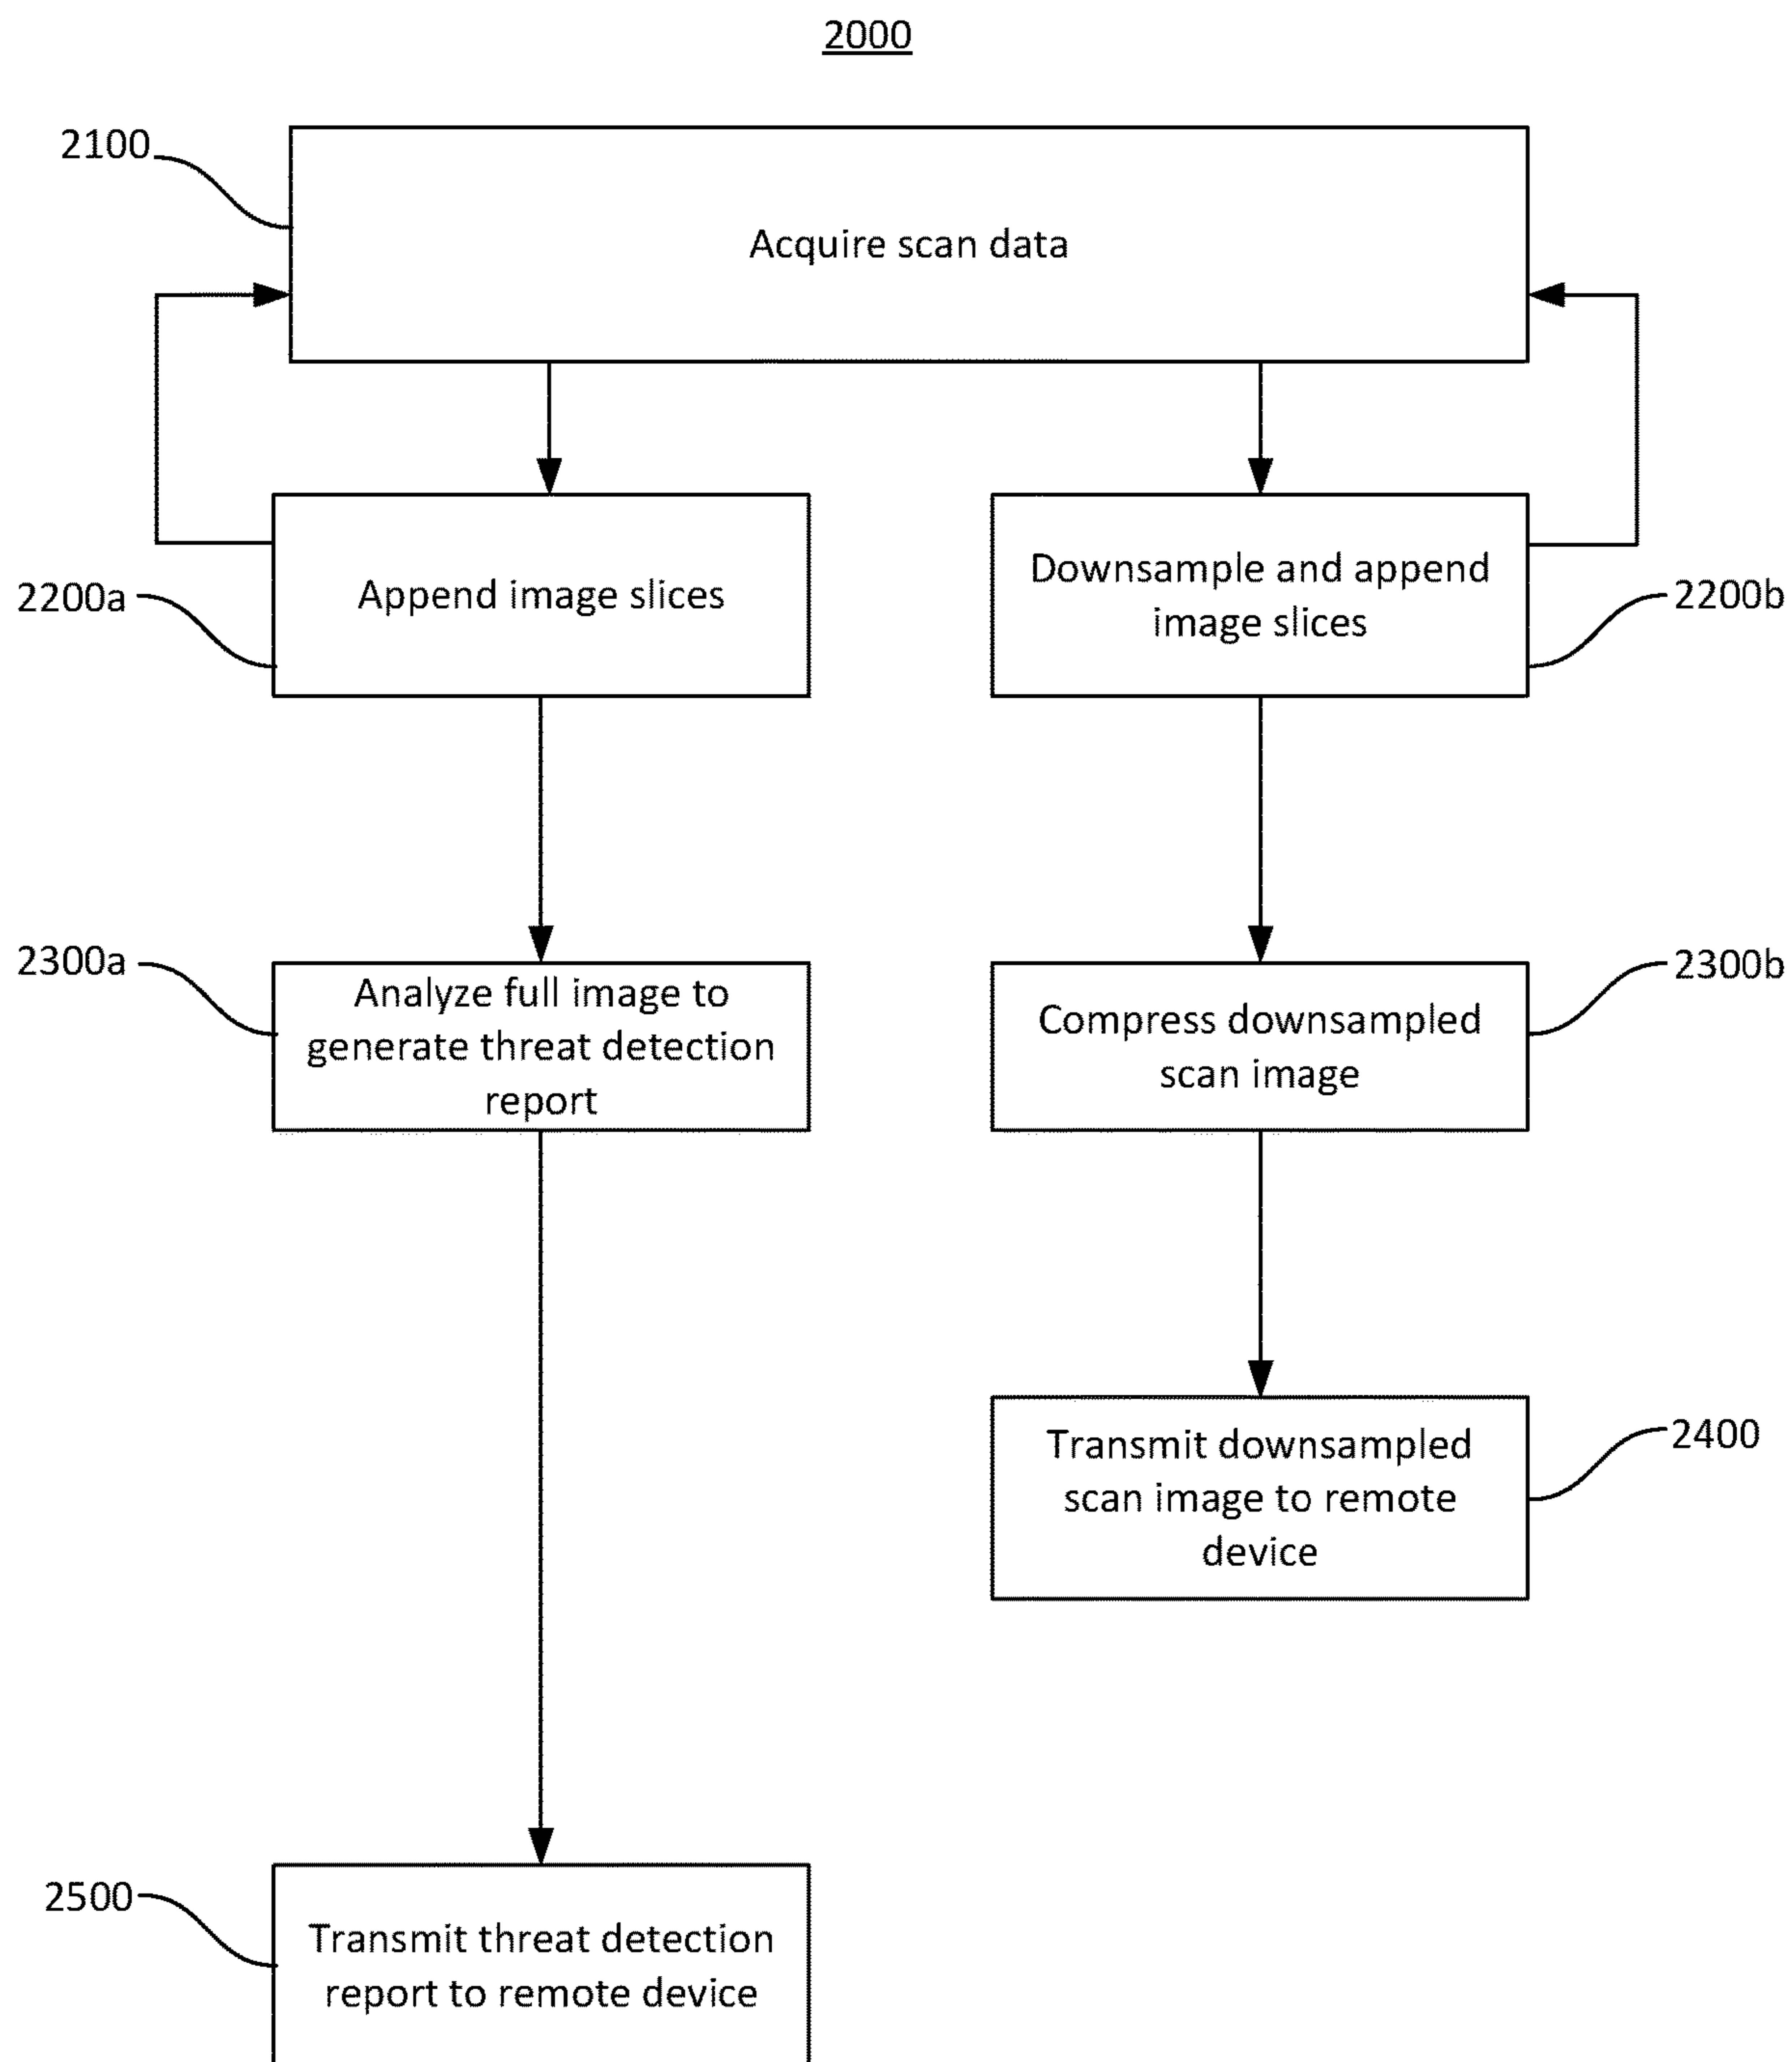 2000
2100
Acquire scan data
2200a
Append image slices
Downsample and append
image slices
2200b
2300a
Analyze full image to
generate threat detection
report
Compress downsampled
scan image
2300b
Transmit downsampled
scan image to remote
device
2400
2500
Transmit threat detection
report to remote device